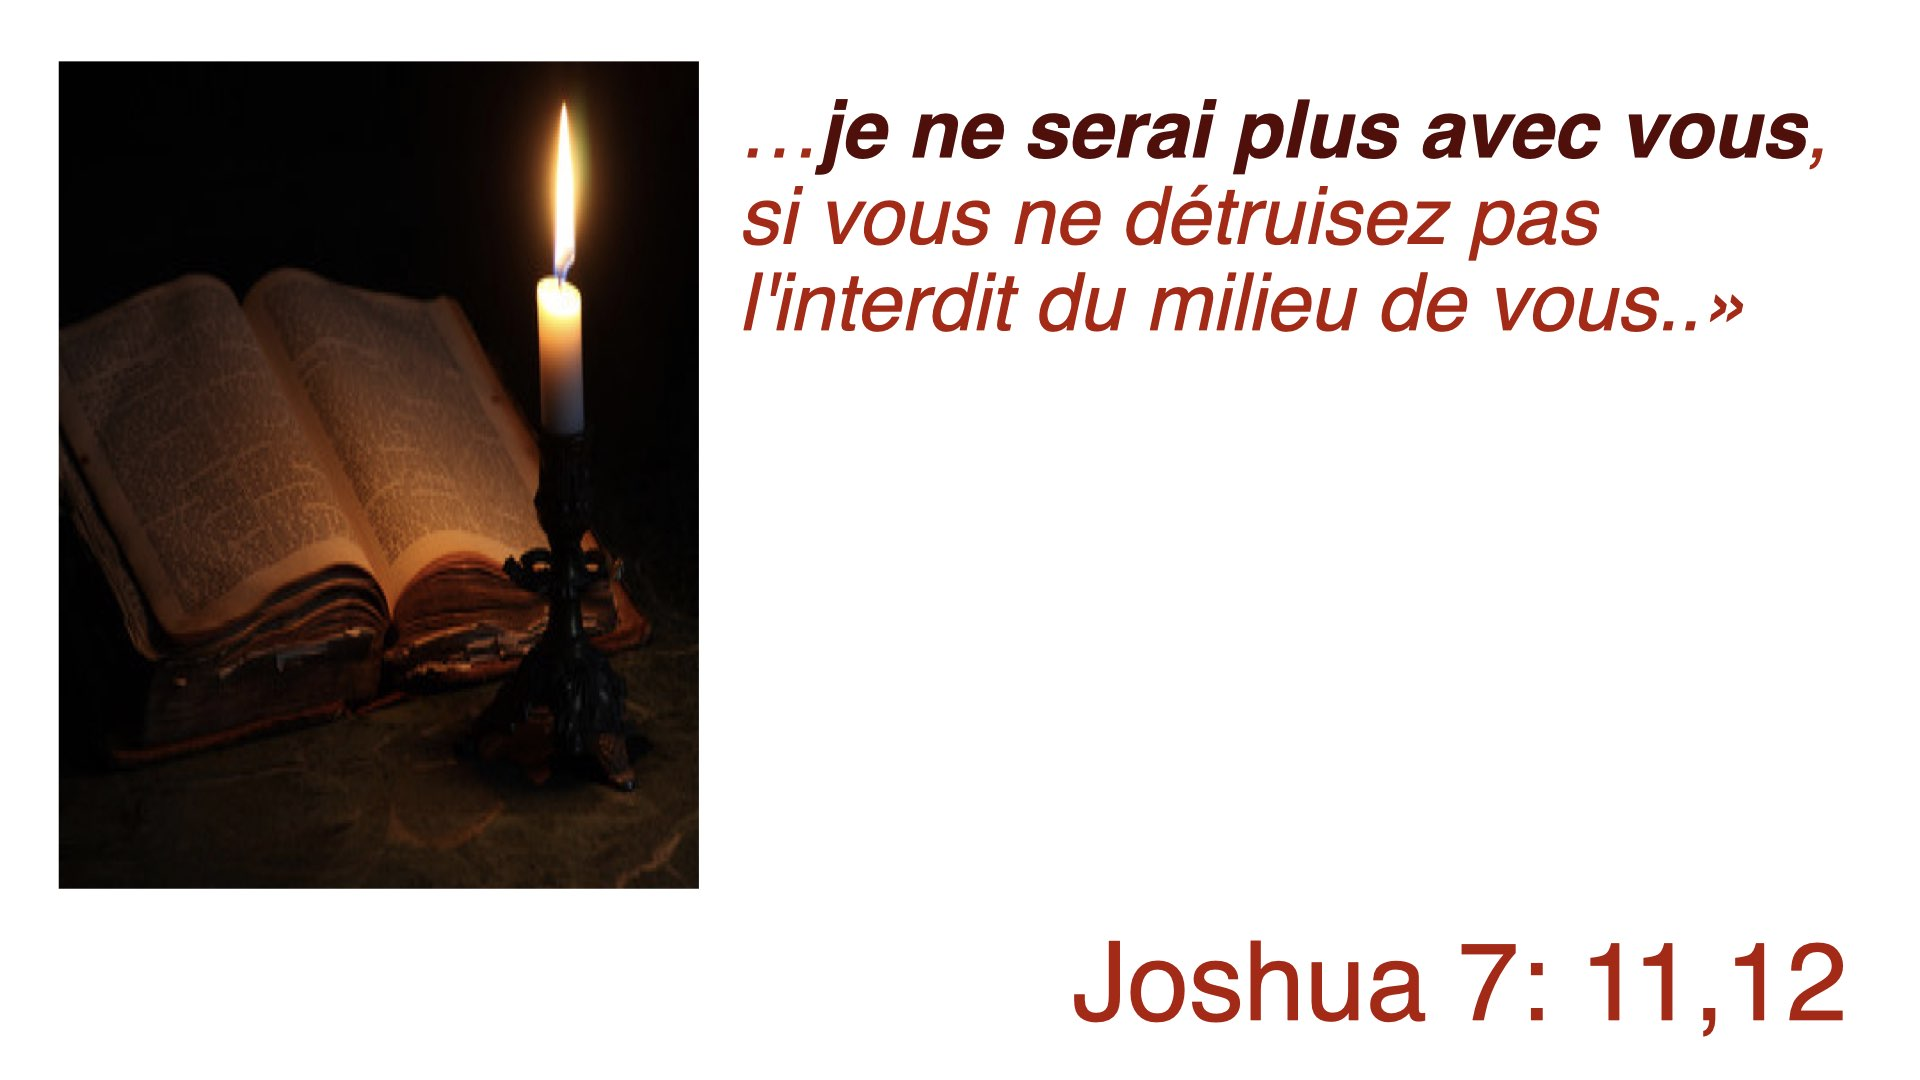 …je ne serai plus avec vous,
si vous ne détruisez pas
l'interdit du milieu de vous..»
Joshua 7: 11,12